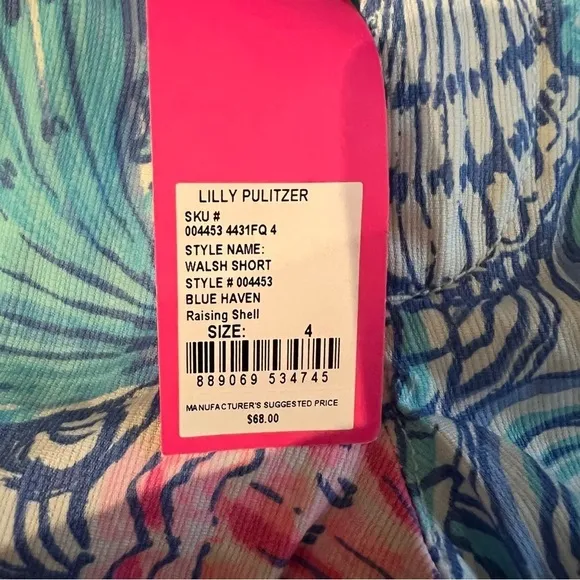 LILLY PULITZER
SKU #
004453 4431FQ 4
STYLE NAME:
WALSH SHORT
STYLE # 004453
BLUE HAVEN
Raising Shell
SIZE: 4
889069 534745
MANUFACTURER'S SUGGESTED PRICE
$68.00